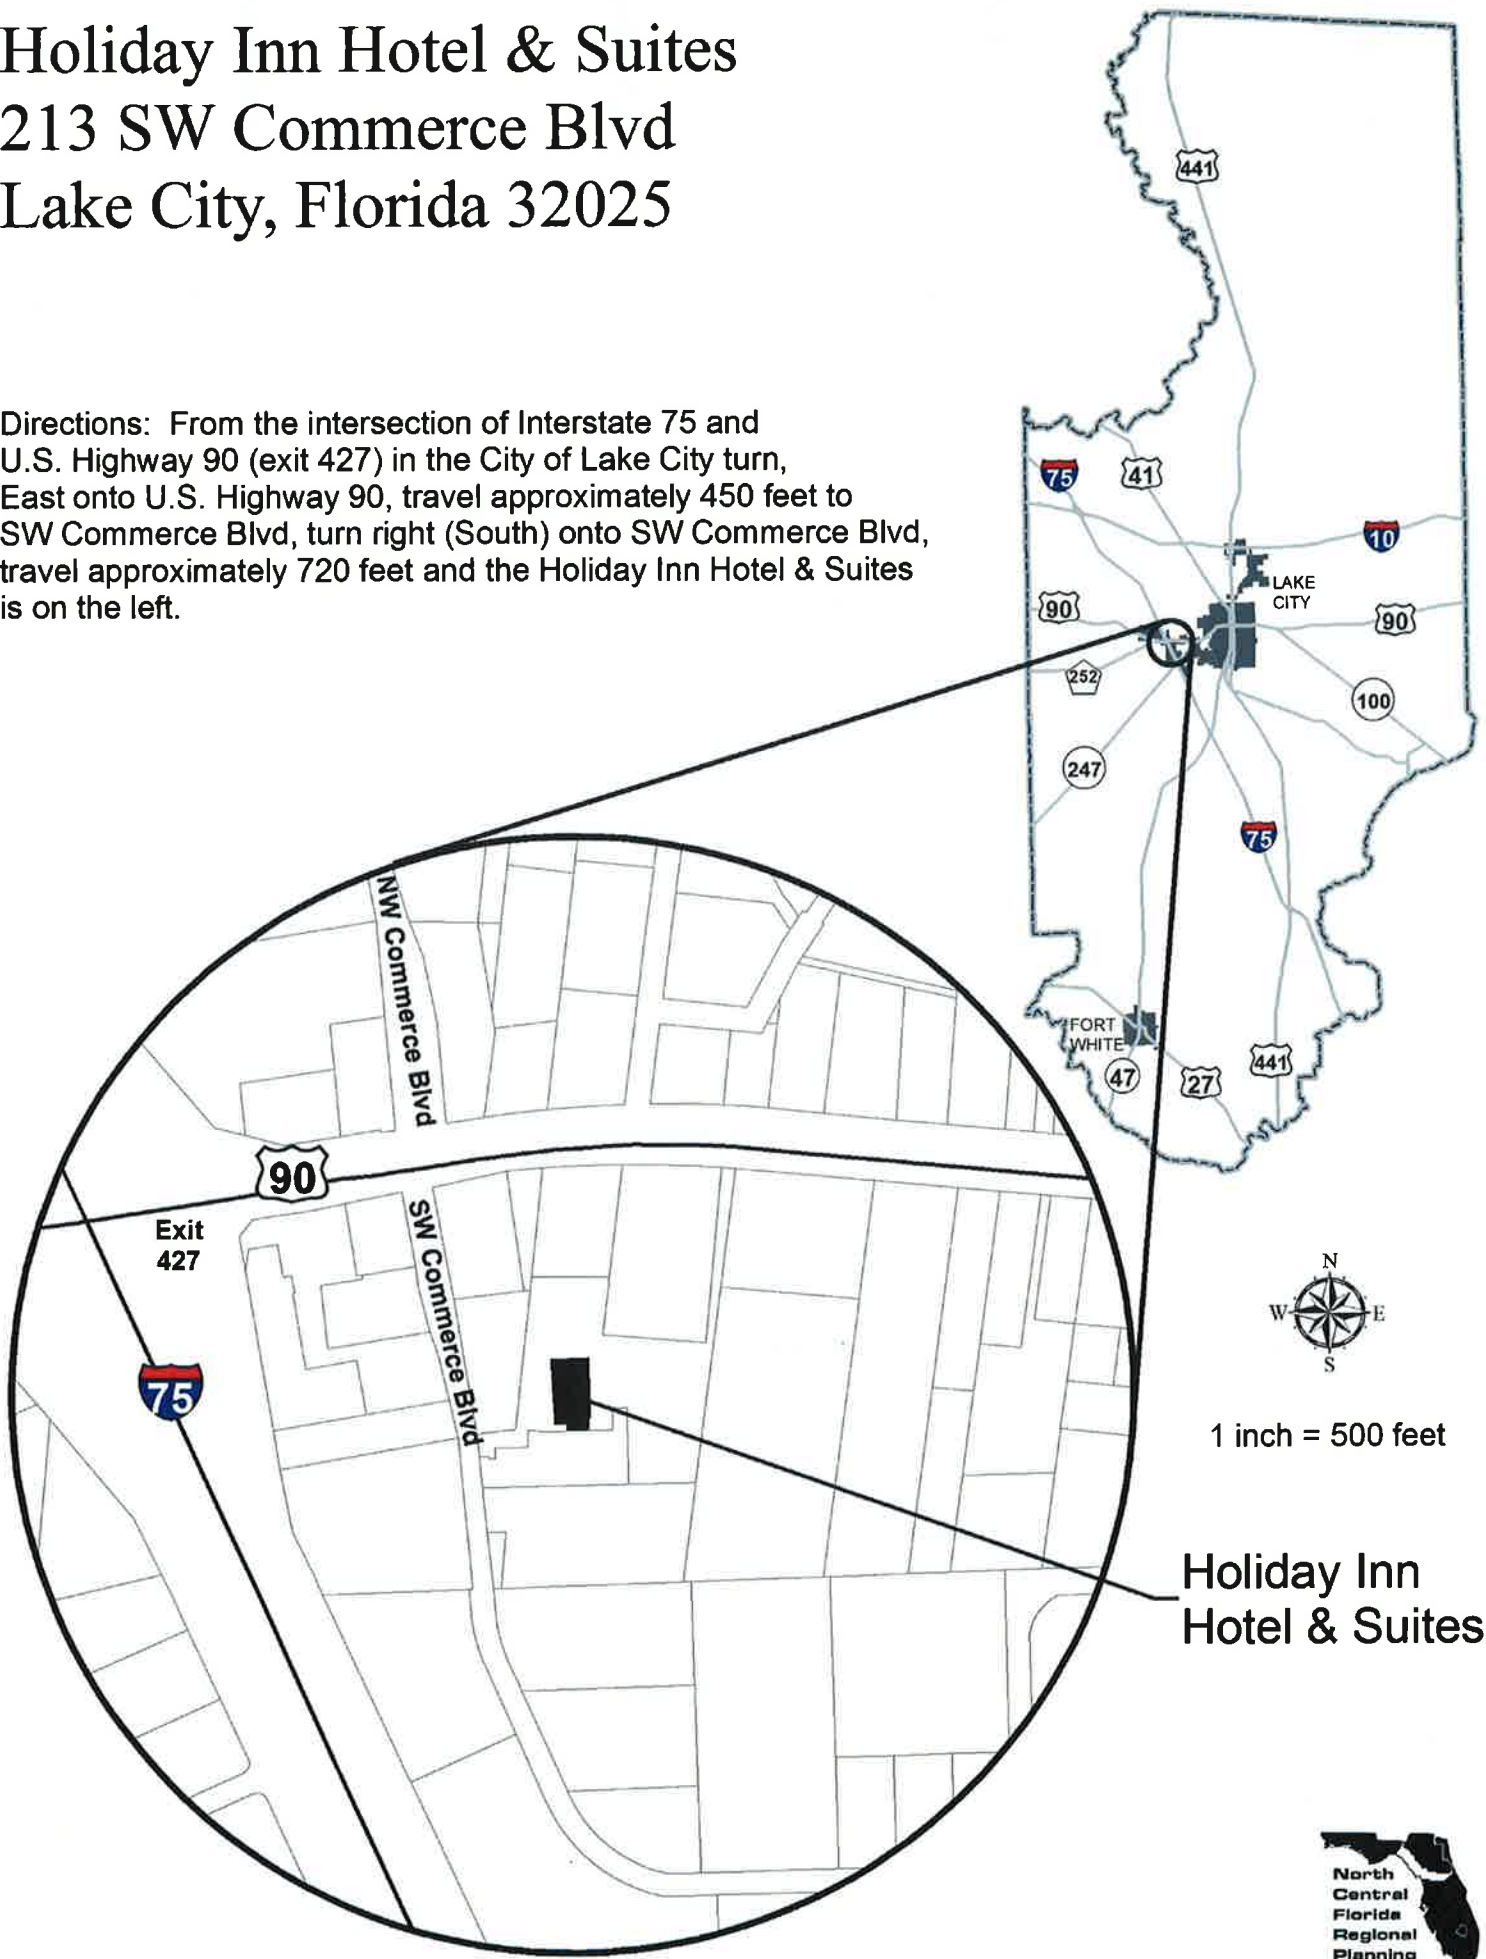 Holiday Inn Hotel & Suites
213 SW Commerce Blvd
Lake City, Florida 32025
Directions: From the intersection of Interstate 75 and
U.S. Highway 90 (exit 427) in the City of Lake City turn,
East onto U.S. Highway 90, travel approximately 450 feet to
SW Commerce Blvd, turn right (South) onto SW Commerce Blvd,
travel approximately 720 feet and the Holiday Inn Hotel & Suites
is on the left.
441
75
41
10
LAKE
CITY
90
90
252
100
247
75
FORT
WHITE
47
27
441
NW Commerce Blvd
90
Exit
427
SW Commerce Blvd
75
N
W
E
S
1 inch = 500 feet
Holiday Inn
Hotel & Suites
North
Central
Florida
Regional
Planning